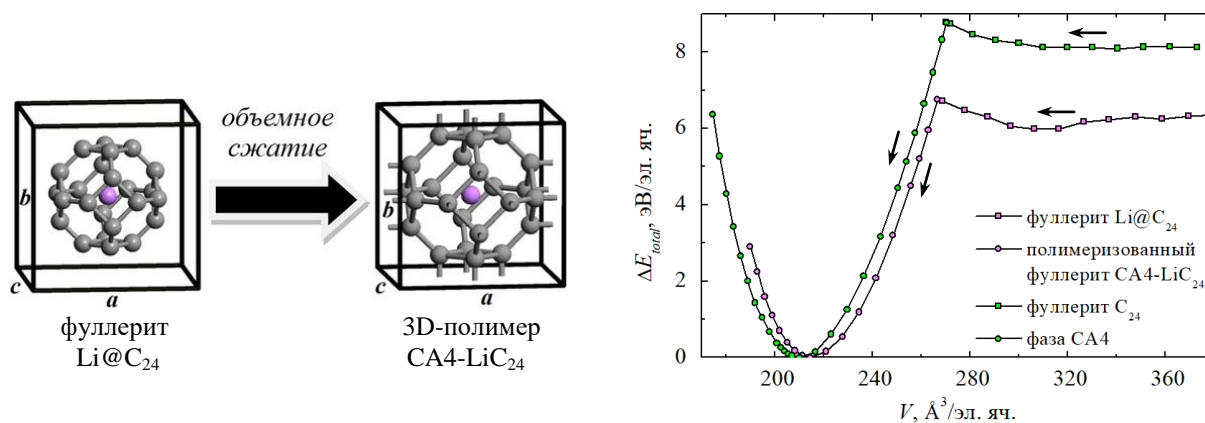 объемное
сжатие
b
c
a
фуллерит
Li@C₂₄
b
c
a
3D-полимер
CA4-LiC₂₄
ΔE_total, эВ/эл. яч.
8
6
4
2
0
200
240
280
320
360
V, Å³/эл. яч.
фуллерит Li@C₂₄
полимеризованный
фуллерит CA4-LiC₂₄
фуллерит C₂₄
фаза CA4